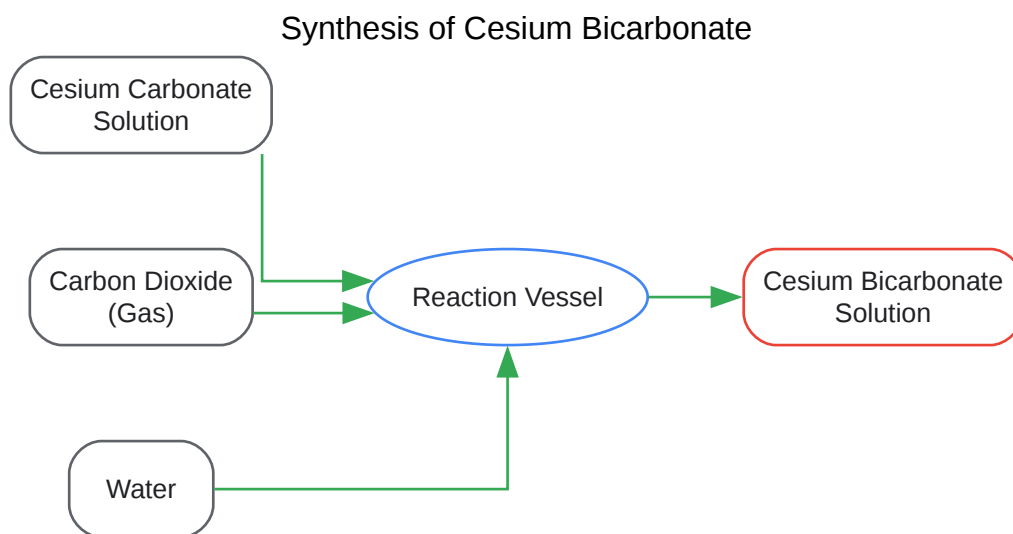 Synthesis of Cesium Bicarbonate
Cesium Carbonate
Solution
Carbon Dioxide
(Gas)
Reaction Vessel
Cesium Bicarbonate
Solution
Water